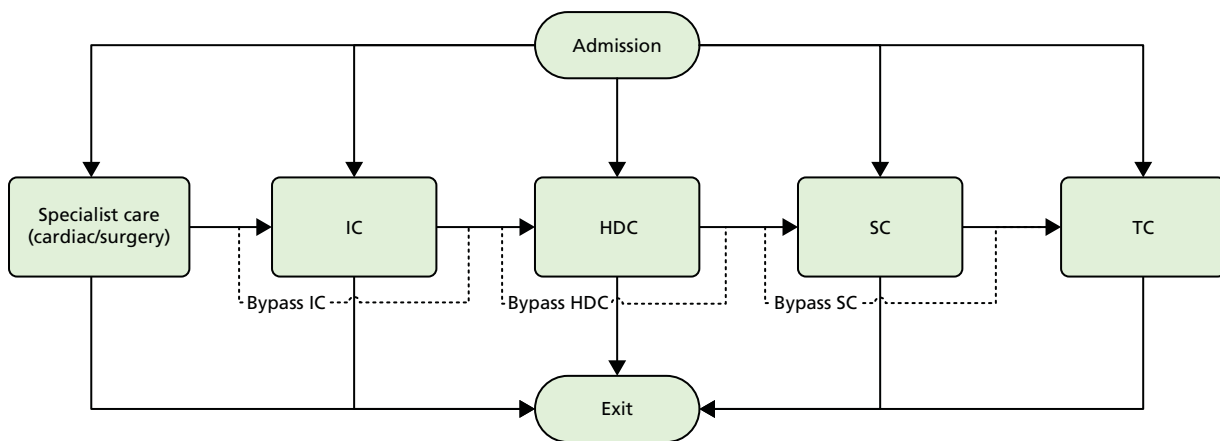 Admission
Specialist care
(cardiac/surgery)
IC
HDC
SC
TC
Bypass IC
Bypass HDC
Bypass SC
Exit